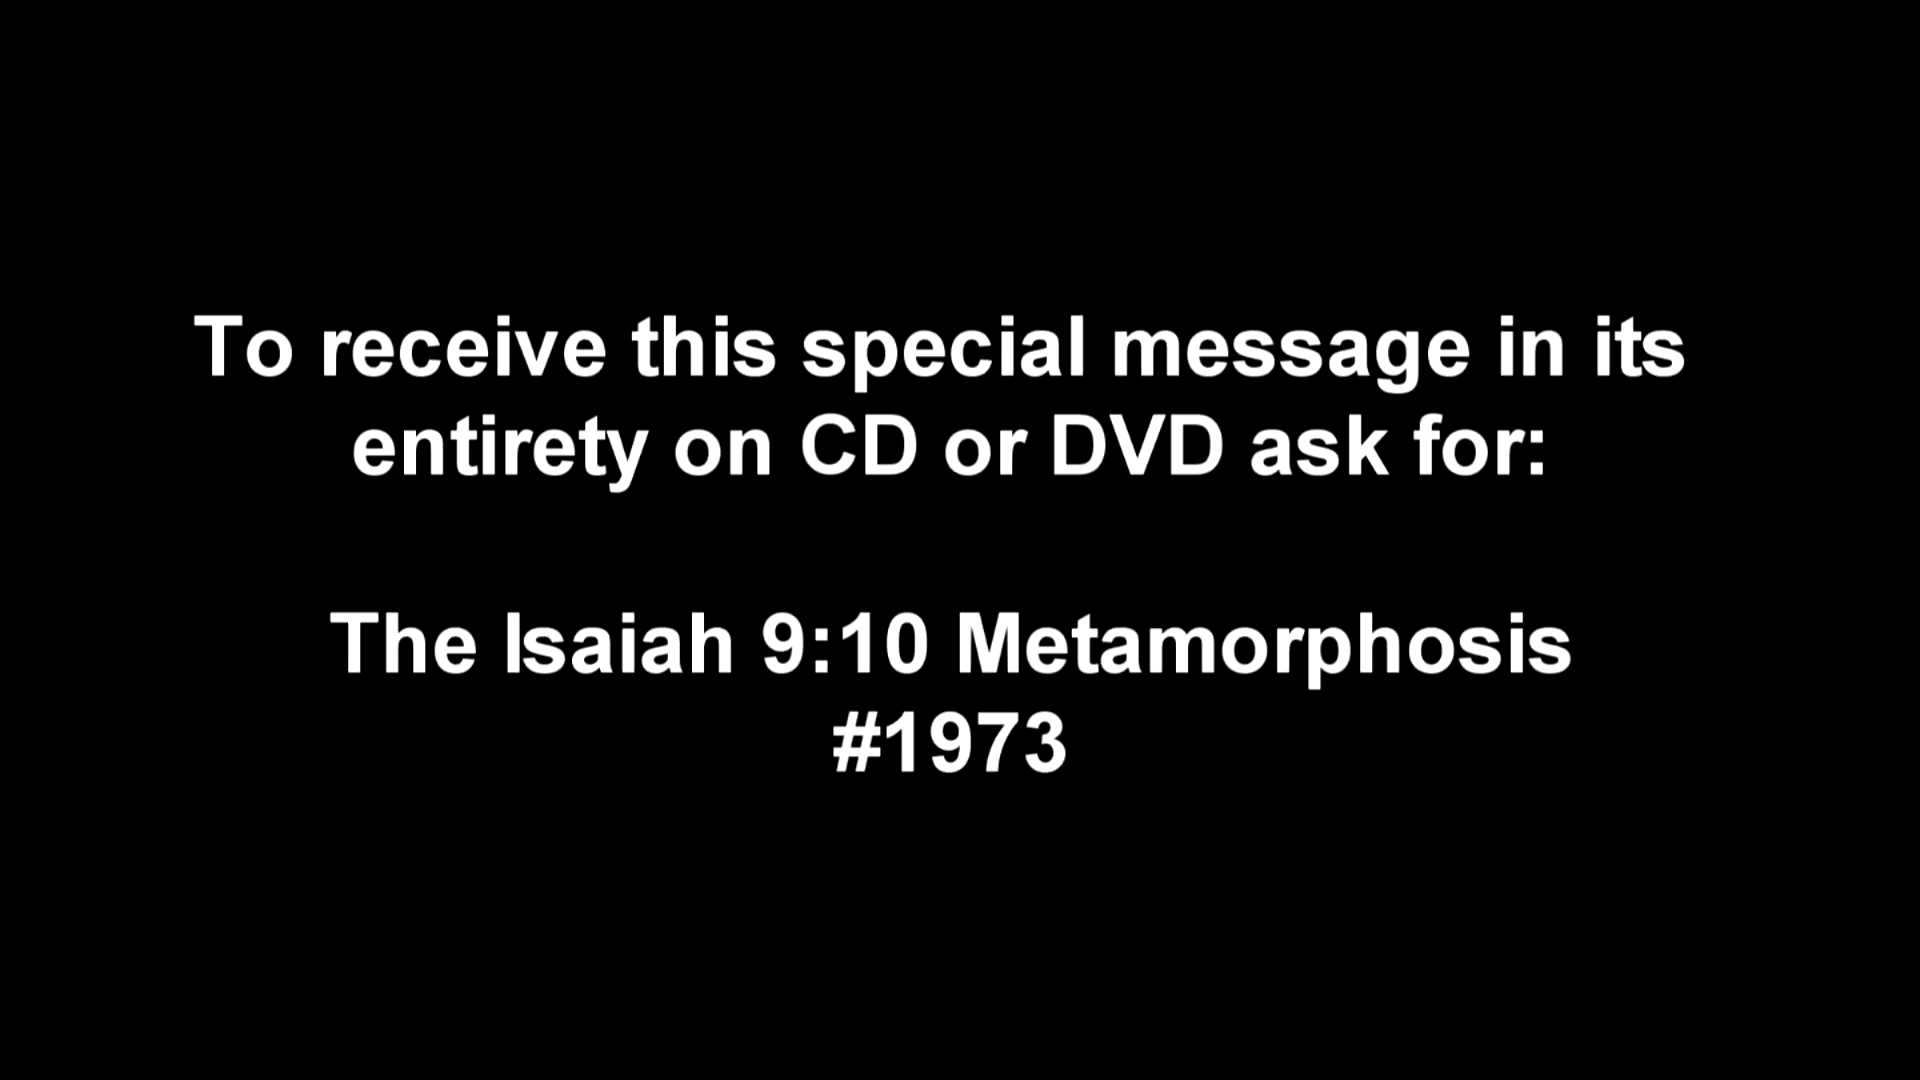 To receive this special message in its
entirety on CD or DVD ask for:
The Isaiah 9:10 Metamorphosis
#1973